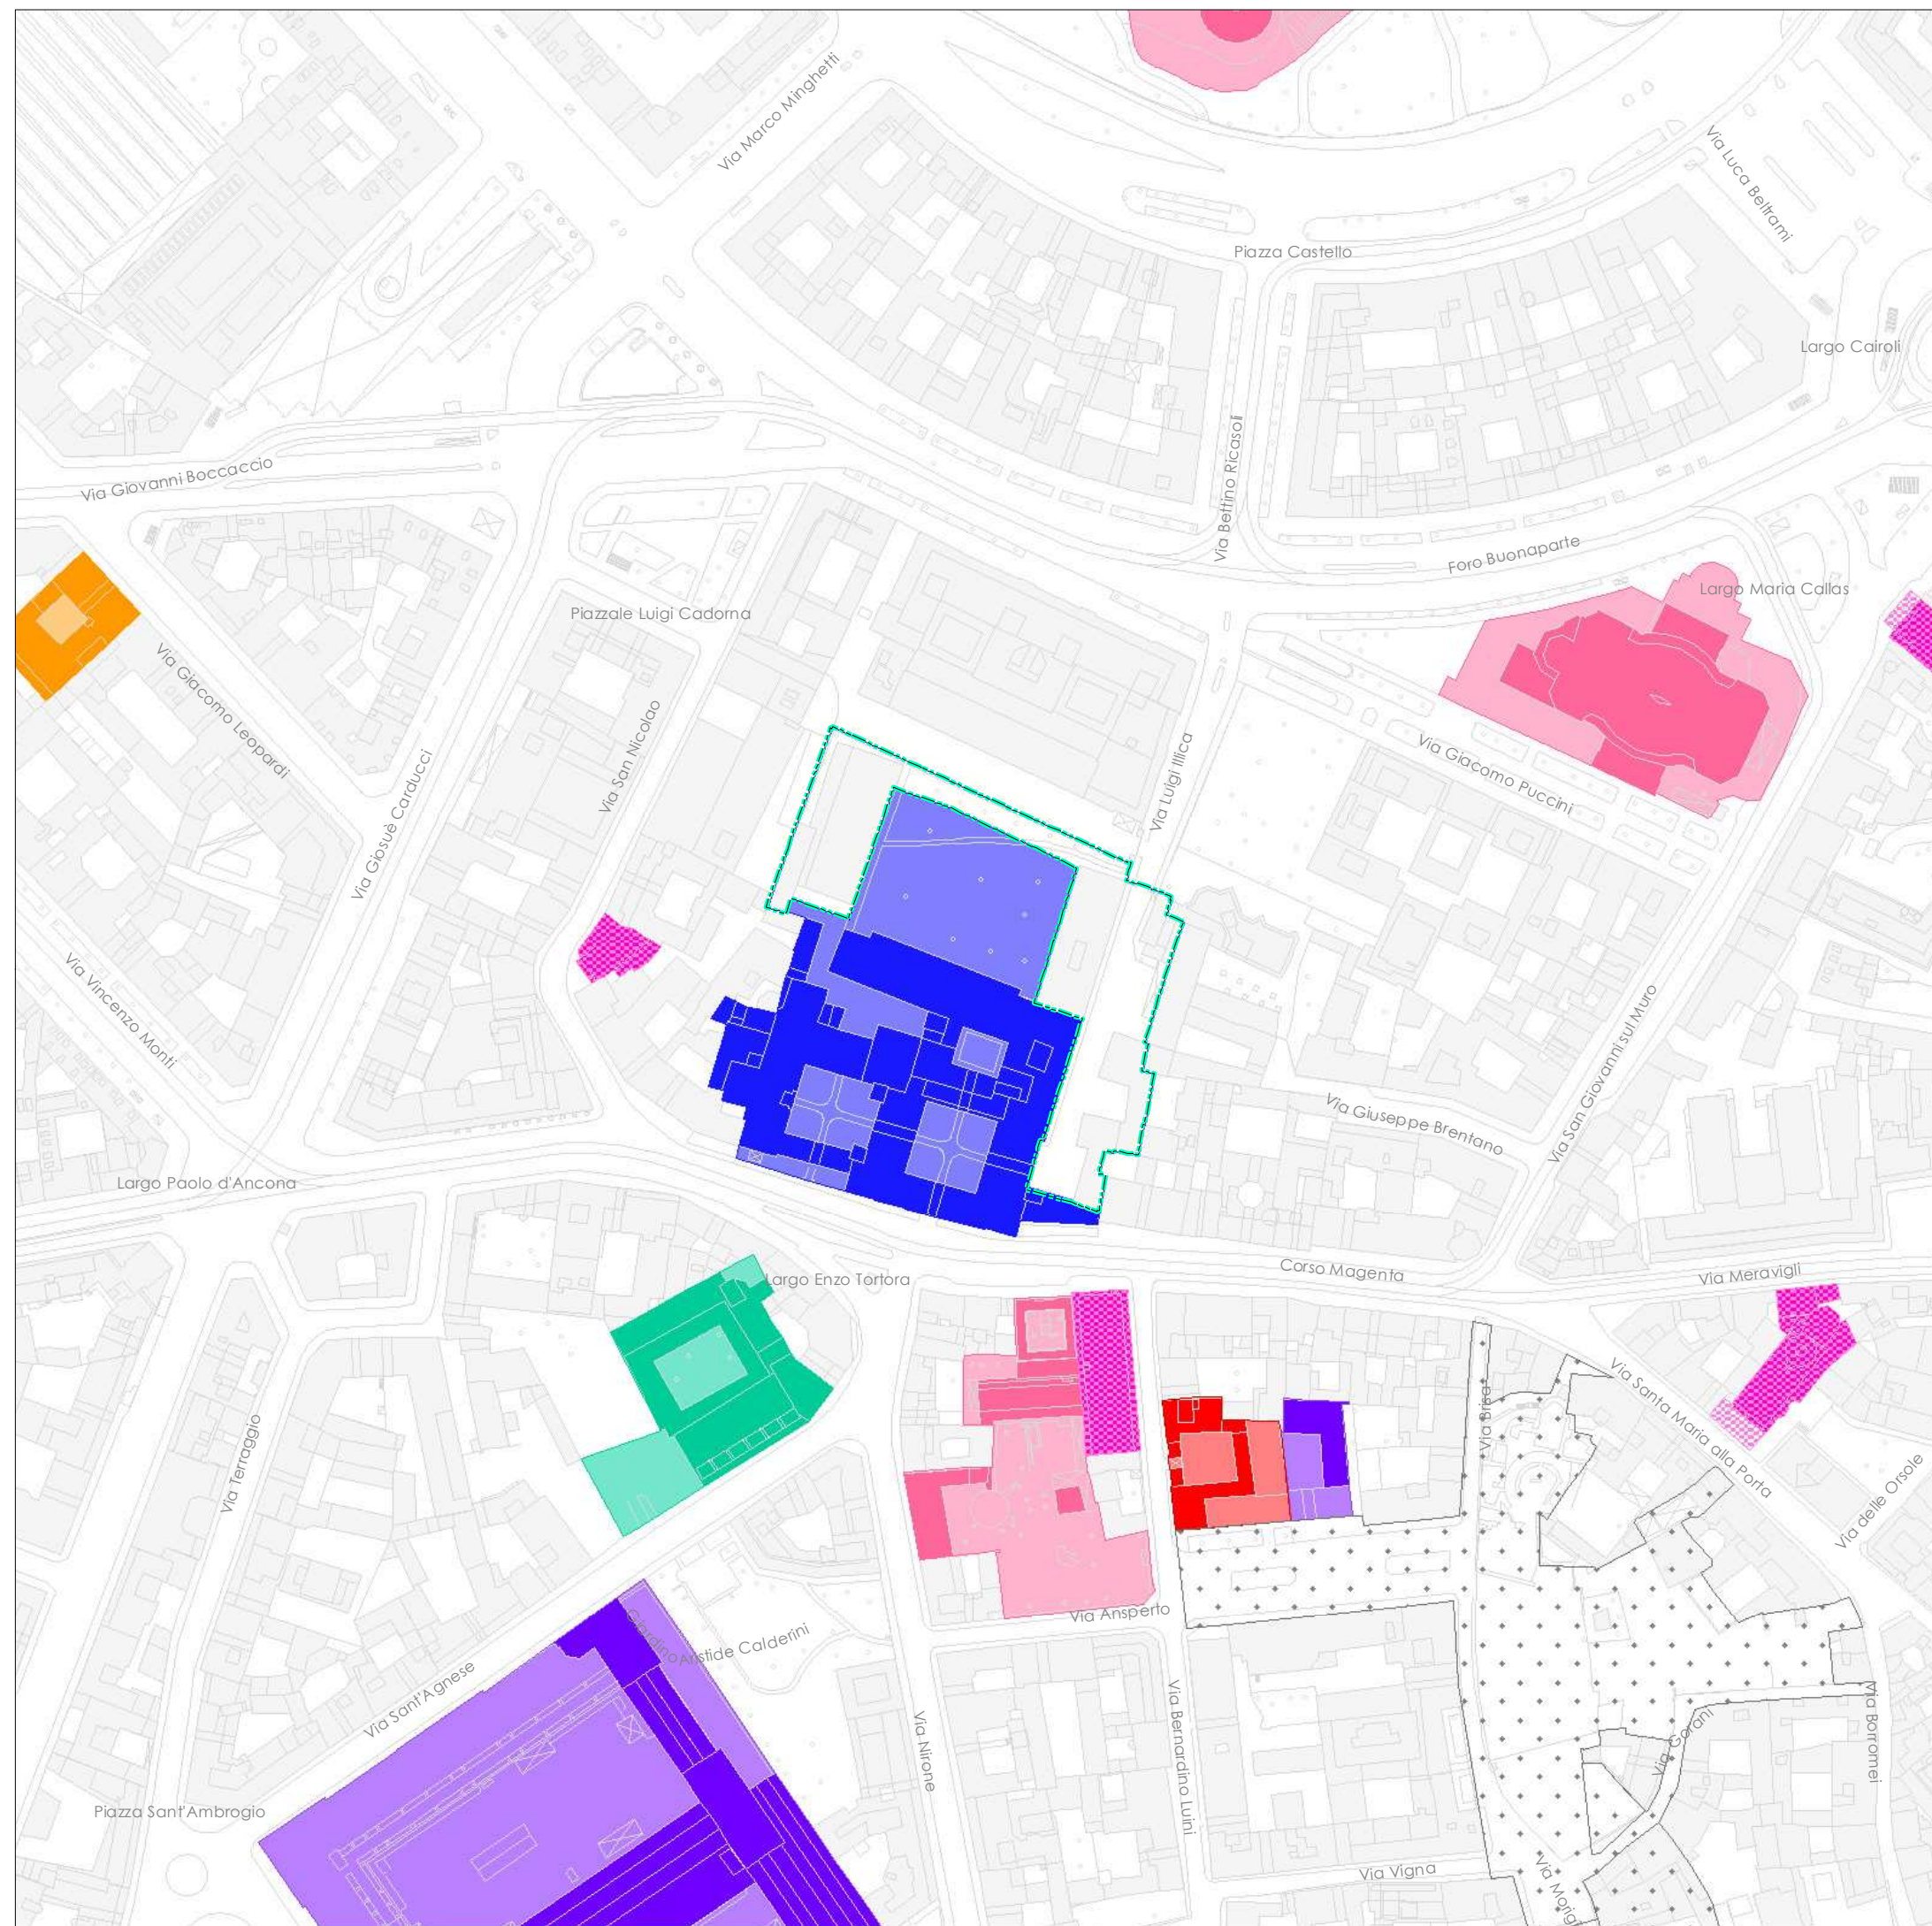 Via Marco Minghetti
Via Luca Beltrami
Piazza Castello
Largo Cairoli
Via Bettino Ricasoli
Via Giovanni Boccaccio
Foro Buonaparte
Largo Maria Callas
Piazzale Luigi Cadorna
Via Giacomo Leopardi
Via San Nicolao
Via Luigi Illica
Via Giacomo Puccini
Via Giosuè Carducci
Via Vincenzo Monti
Via San Giovanni sul Muro
Via Giuseppe Brentano
Largo Paolo d'Ancona
Largo Enzo Tortora
Corso Magenta
Via Meravigli
Via Santa Maria alla Porta
Via Brisa
Via Terraggio
Via delle Orsole
Via Ansperto
Giardino Aristide Calderini
Via Sant'Agnese
Via Nirone
Via Bernardino Luini
Via Gorani
Via Borromei
Piazza Sant'Ambrogio
Via Vigna
Via Morigi